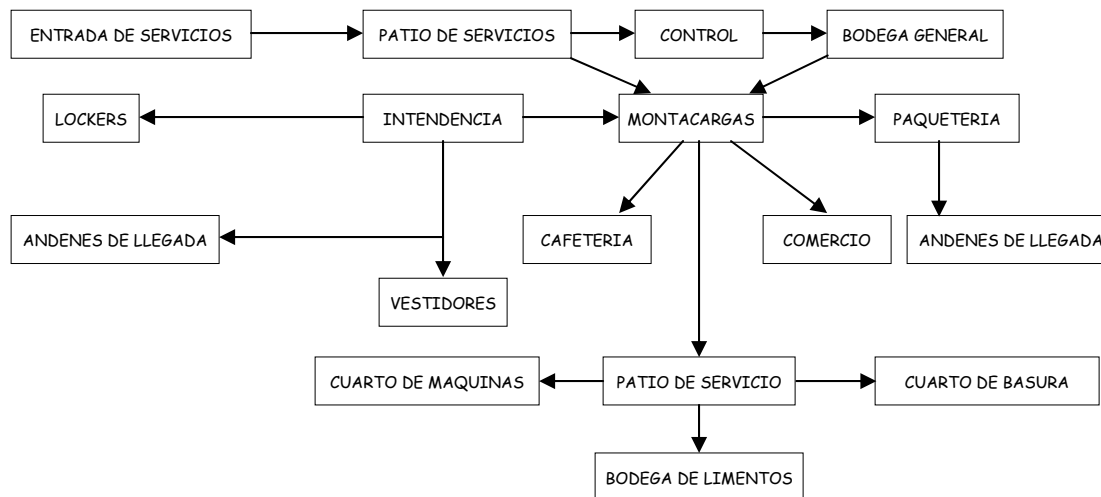 ENTRADA DE SERVICIOS
PATIO DE SERVICIOS
CONTROL
BODEGA GENERAL
LOCKERS
INTENDENCIA
MONTACARGAS
PAQUETERIA
ANDENES DE LLEGADA
CAFETERIA
COMERCIO
ANDENES DE LLEGADA
VESTIDORES
CUARTO DE MAQUINAS
PATIO DE SERVICIO
CUARTO DE BASURA
BODEGA DE LIMENTOS